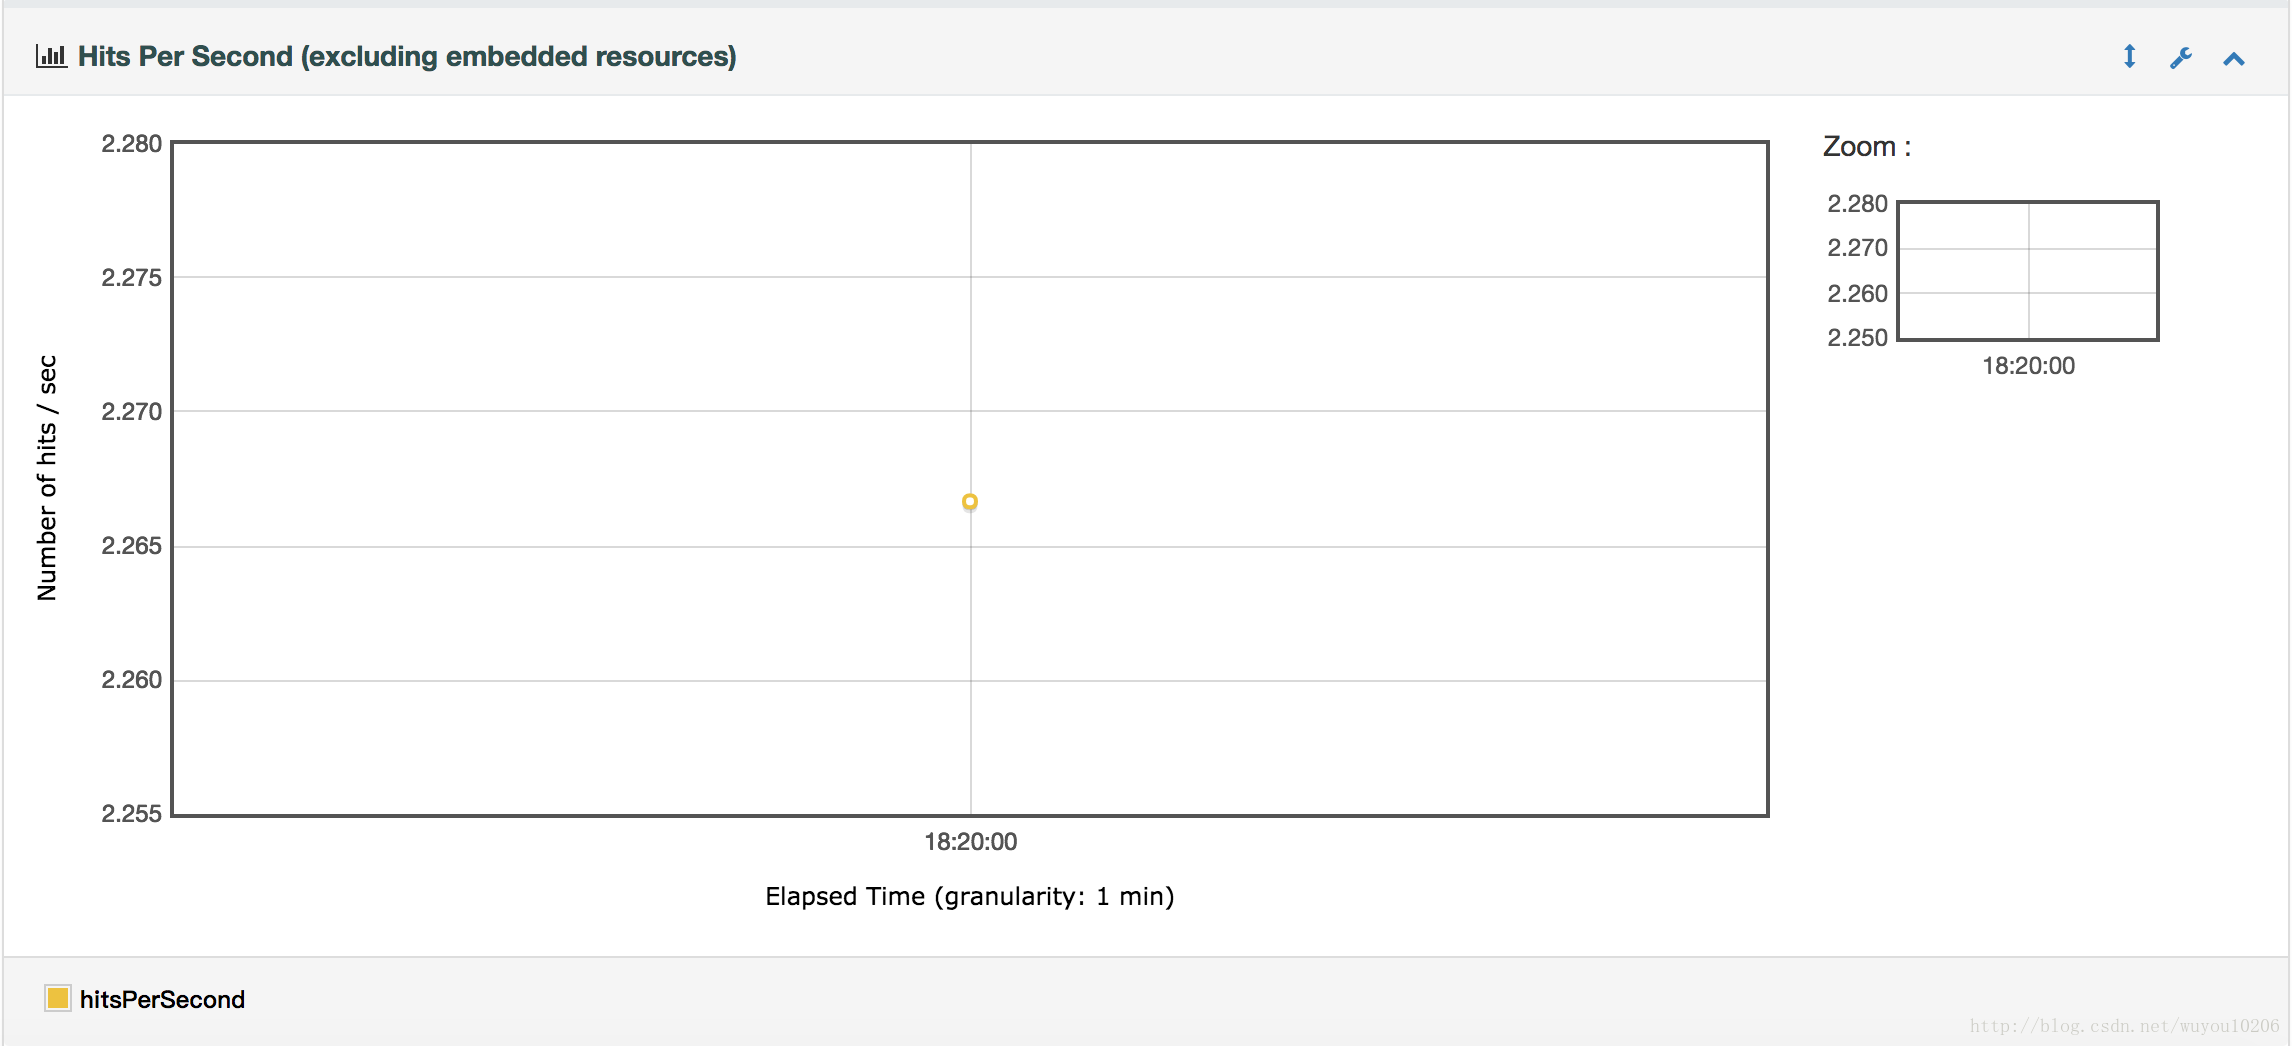 Hits Per Second (excluding embedded resources)
2.280
2.275
2.270
2.265
2.260
2.255
Number of hits / sec
18:20:00
Elapsed Time (granularity: 1 min)
Zoom :
2.280
2.270
2.260
2.250
18:20:00
hitsPerSecond
http://blog.csdn.net/wuyou10206